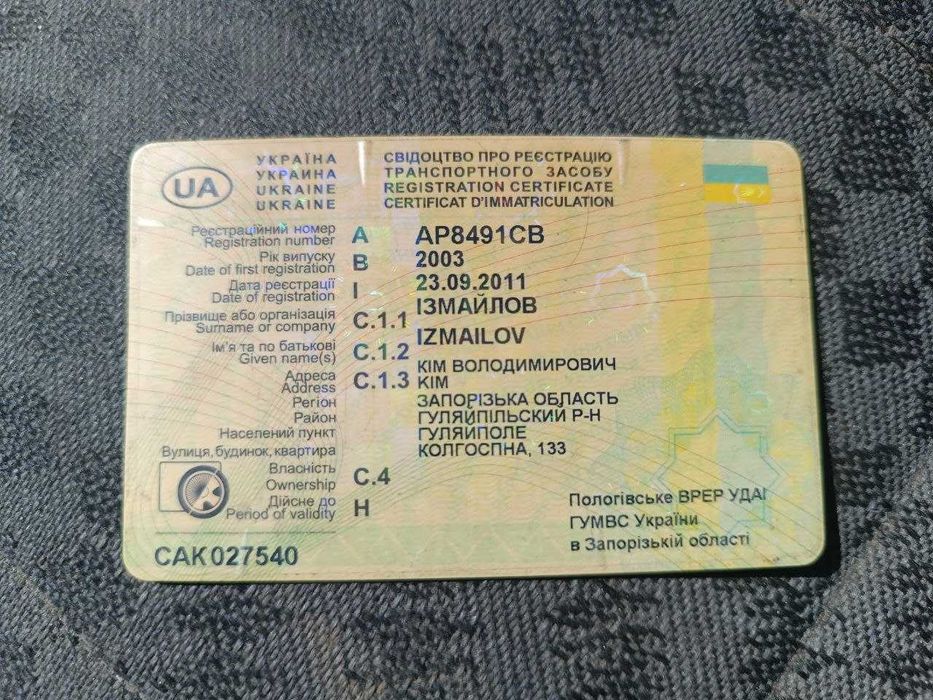 UA
УКРАЇНА
УКРАИНА
UKRAINE
UKRAINE
СВІДОЦТВО ПРО РЕЄСТРАЦІЮ
ТРАНСПОРТНОГО ЗАСОБУ
REGISTRATION CERTIFICATE
CERTIFICAT D'IMMATRICULATION
Реєстраційний номер
Registration number A AP8491CB
Рік випуску
Date of first registration B 2003
Дата реєстрації
Date of registration I 23.09.2011
Прізвище або організація
Surname of company C.1.1 ІЗМАЙЛОВ
IZMAILOV
Ім'я та по батькові
Given name(s) C.1.2 КІМ ВОЛОДИМИРОВИЧ
KIM
Адреса
Address C.1.3
Регіон ЗАПОРІЗЬКА ОБЛАСТЬ
Район ГУЛЯЙПІЛЬСЬКИЙ Р-Н
Населений пункт ГУЛЯЙПОЛЕ
Вулиця, будинок, квартира КОЛГОСПНА, 133
Власність
Ownership C.4
Дійсне до
Period of validity H
Пологівське ВРЕР УДАІ
ГУМВС України
в Запорізькій області
САК 027540